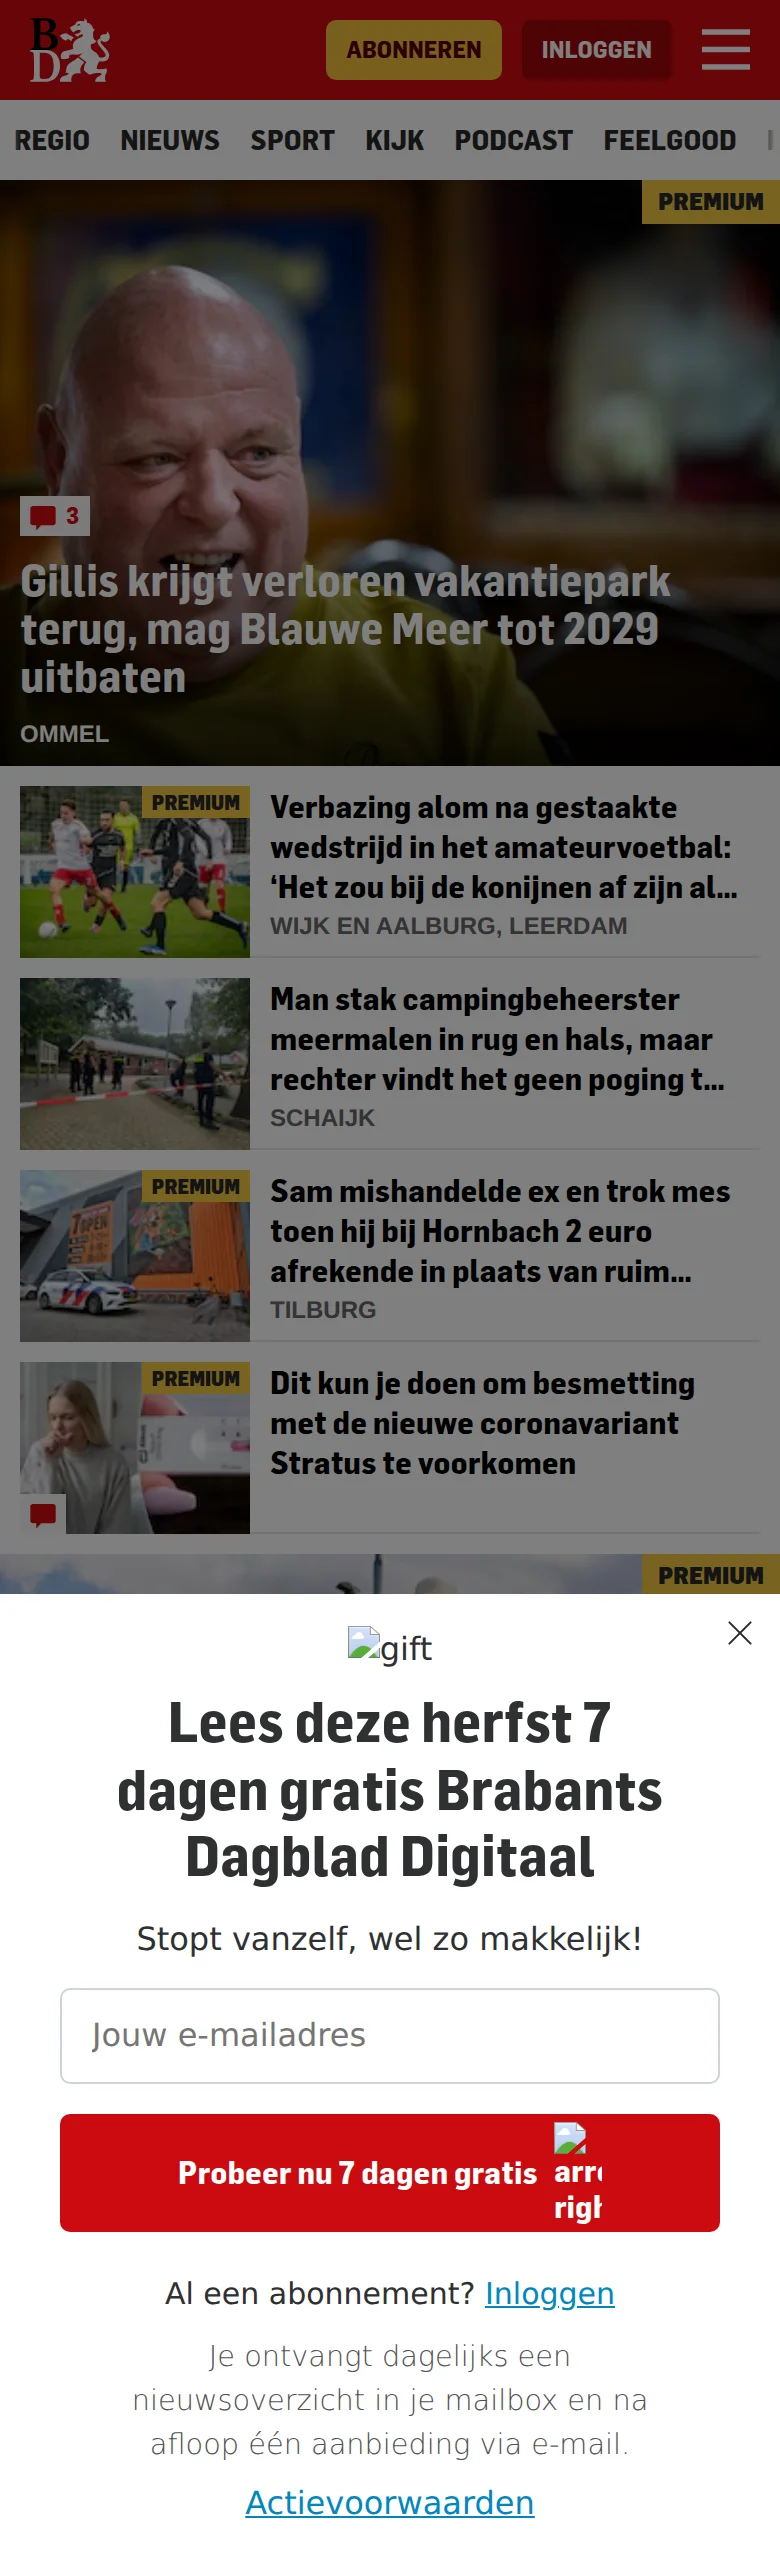 B
D
ABONNEREN
INLOGGEN
REGIO NIEUWS SPORT KIJK PODCAST FEELGOOD
PREMIUM
3
Gillis krijgt verloren vakantiepark
terug, mag Blauwe Meer tot 2029
uitbaten
OMMEL
PREMIUM
Verbazing alom na gestaakte
wedstrijd in het amateurvoetbal:
‘Het zou bij de konijnen af zijn al...
WIJK EN AALBURG, LEERDAM
Man stak campingbeheerster
meermalen in rug en hals, maar
rechter vindt het geen poging t...
SCHAIJK
PREMIUM
Sam mishandelde ex en trok mes
toen hij bij Hornbach 2 euro
afrekende in plaats van ruim...
TILBURG
PREMIUM
Dit kun je doen om besmetting
met de nieuwe coronavariant
Stratus te voorkomen
PREMIUM
gift
Lees deze herfst 7
dagen gratis Brabants
Dagblad Digitaal
Stopt vanzelf, wel zo makkelijk!
Jouw e-mailadres
Probeer nu 7 dagen gratis
Al een abonnement? Inloggen
Je ontvangt dagelijks een
nieuwsoverzicht in je mailbox en na
afloop één aanbieding via e-mail.
Actievoorwaarden